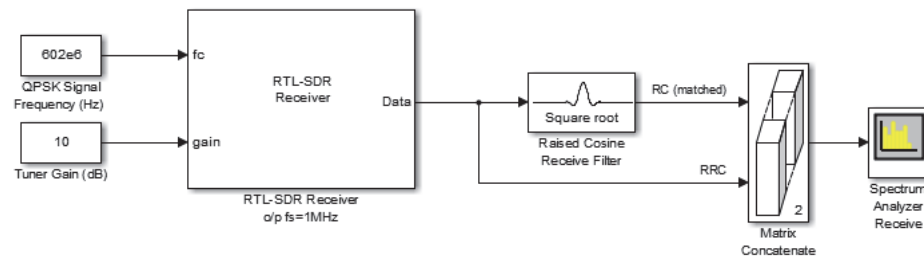 602e6
QPSK Signal
Frequency (Hz)
10
Tuner Gain (dB)
fc
gain
RTL-SDR
Receiver
Data
RTL-SDR Receiver
o/p fs=1MHz
Square root
Raised Cosine
Receive Filter
RC (matched)
RRC
2
Matrix
Concatenate
Spectrum
Analyzer
Receive